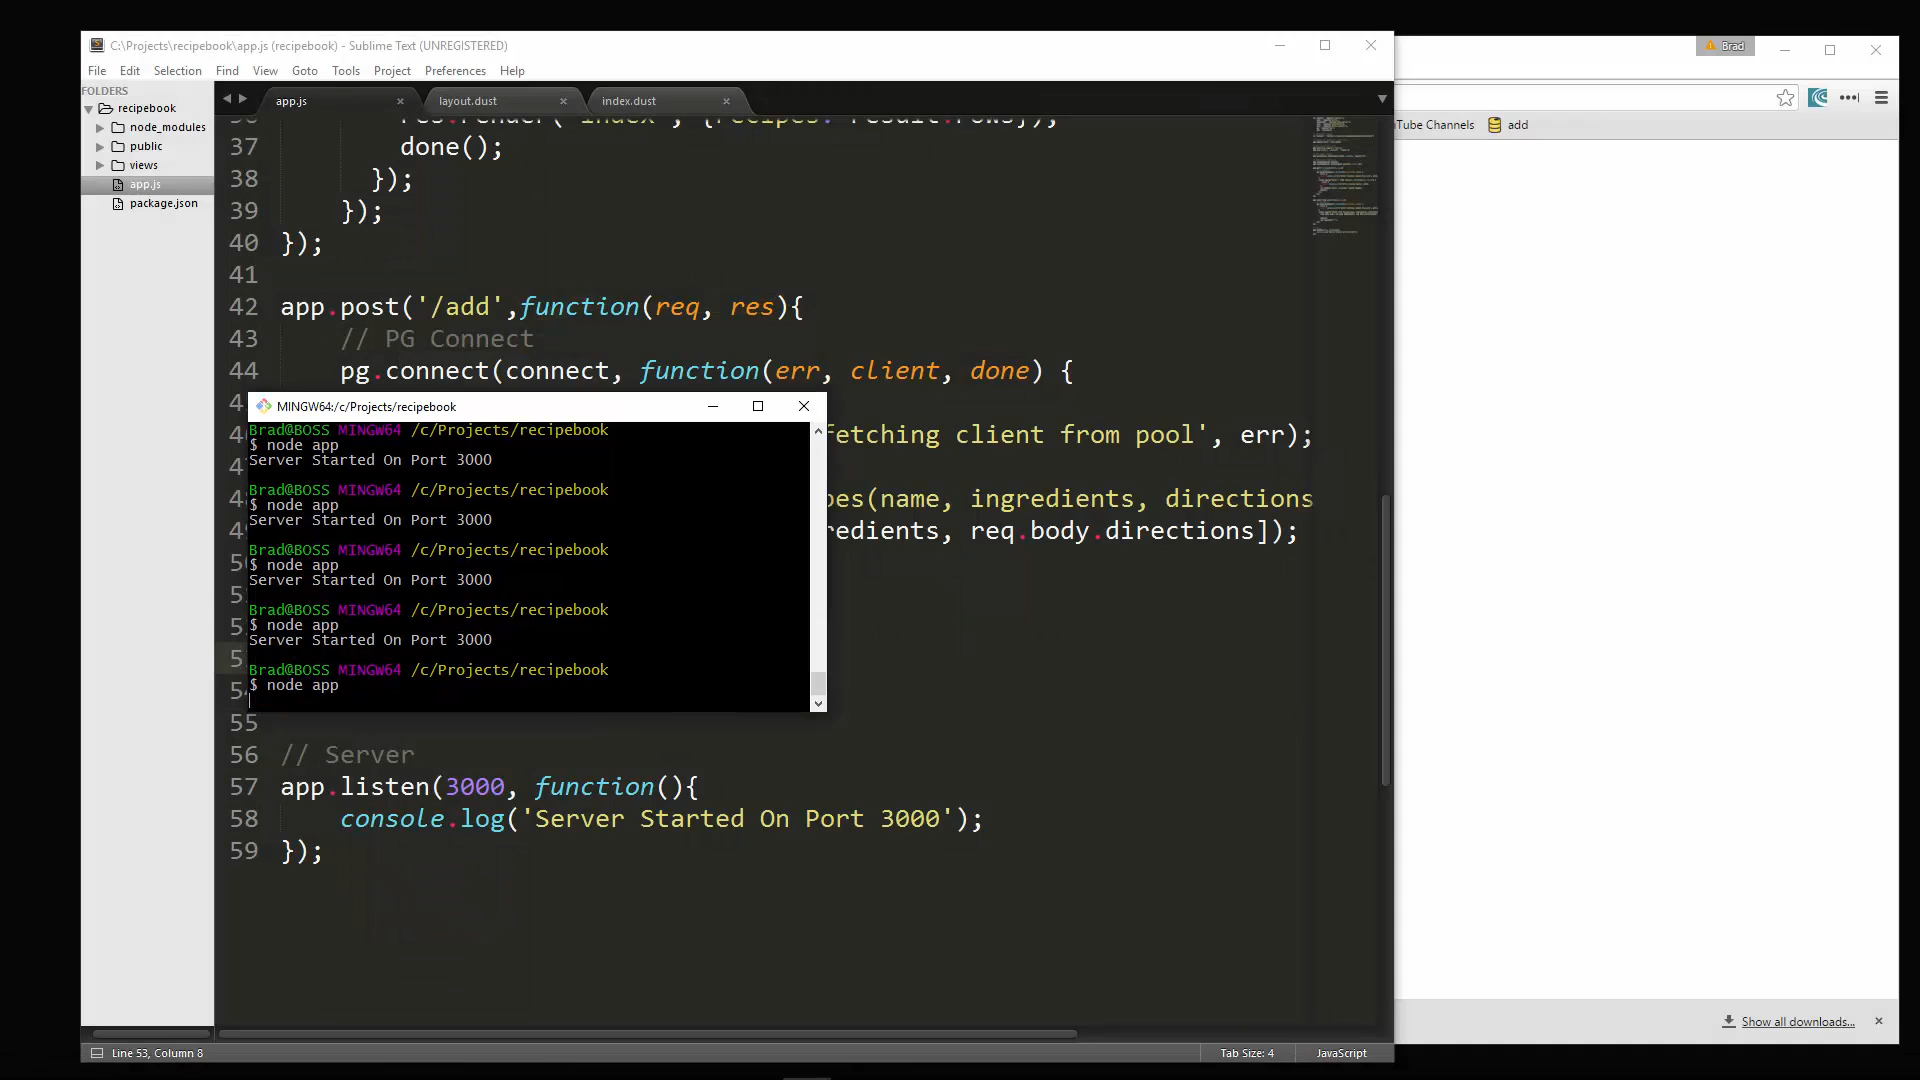 C:\Projects\recipebook\app.js (recipebook) - Sublime Text (UNREGISTERED)
Brad
File Edit Selection Find View Goto Tools Project Preferences Help
FOLDERS
recipebook
node_modules
public
views
app.js
package.json
app.js layout.dust index.dust
Tube Channels add
37 done();
38 });
39 });
40 });
41
42 app.post('/add',function(req, res){
43 // PG Connect
44 pg.connect(connect, function(err, client, done) {
fetching client from pool', err);
pes(name, ingredients, directions
redients, req.body.directions]);
MINGW64:/c/Projects/recipebook
Brad@BOSS MINGW64 /c/Projects/recipebook
$ node app
Server Started On Port 3000
Brad@BOSS MINGW64 /c/Projects/recipebook
$ node app
Server Started On Port 3000
Brad@BOSS MINGW64 /c/Projects/recipebook
$ node app
Server Started On Port 3000
Brad@BOSS MINGW64 /c/Projects/recipebook
$ node app
Server Started On Port 3000
Brad@BOSS MINGW64 /c/Projects/recipebook
$ node app
55
56 // Server
57 app.listen(3000, function(){
58 console.log('Server Started On Port 3000');
59 });
Show all downloads...
Line 53, Column 8
Tab Size: 4
JavaScript